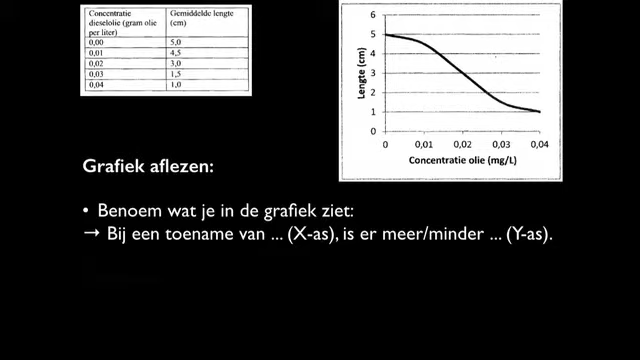 Concentratie Gemiddelde lengte
dieselolie (gram olie (cm)
per liter)
0,00 5,0
0,01 4,5
0,02 3,0
0,03 1,5
0,04 1,0
6
5
4
3
2
1
0
Lengte (cm)
0 0,01 0,02 0,03 0,04
Concentratie olie (mg/L)
Grafiek aflezen:
• Benoem wat je in de grafiek ziet:
→ Bij een toename van ... (X-as), is er meer/minder ... (Y-as).